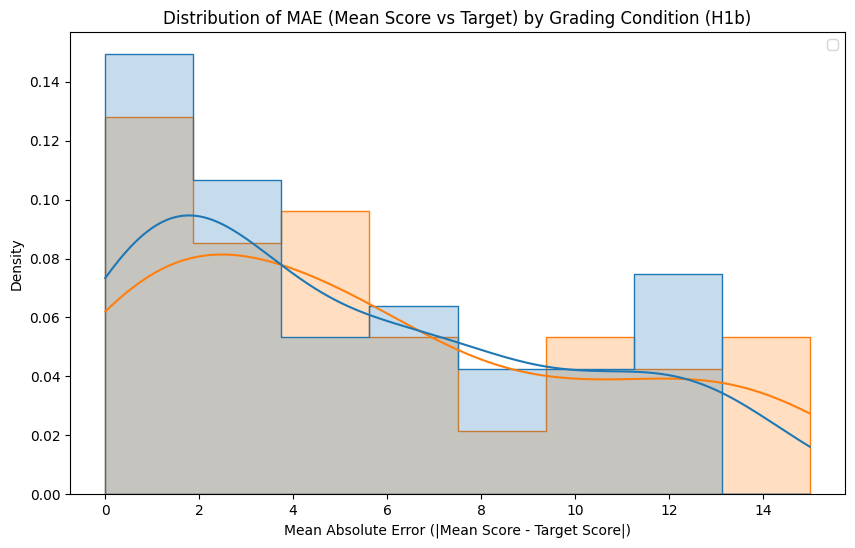 Distribution of MAE (Mean Score vs Target) by Grading Condition (H1b)
Density
0.14
0.12
0.10
0.08
0.06
0.04
0.02
0.00
0 2 4 6 8 10 12 14
Mean Absolute Error (|Mean Score - Target Score|)